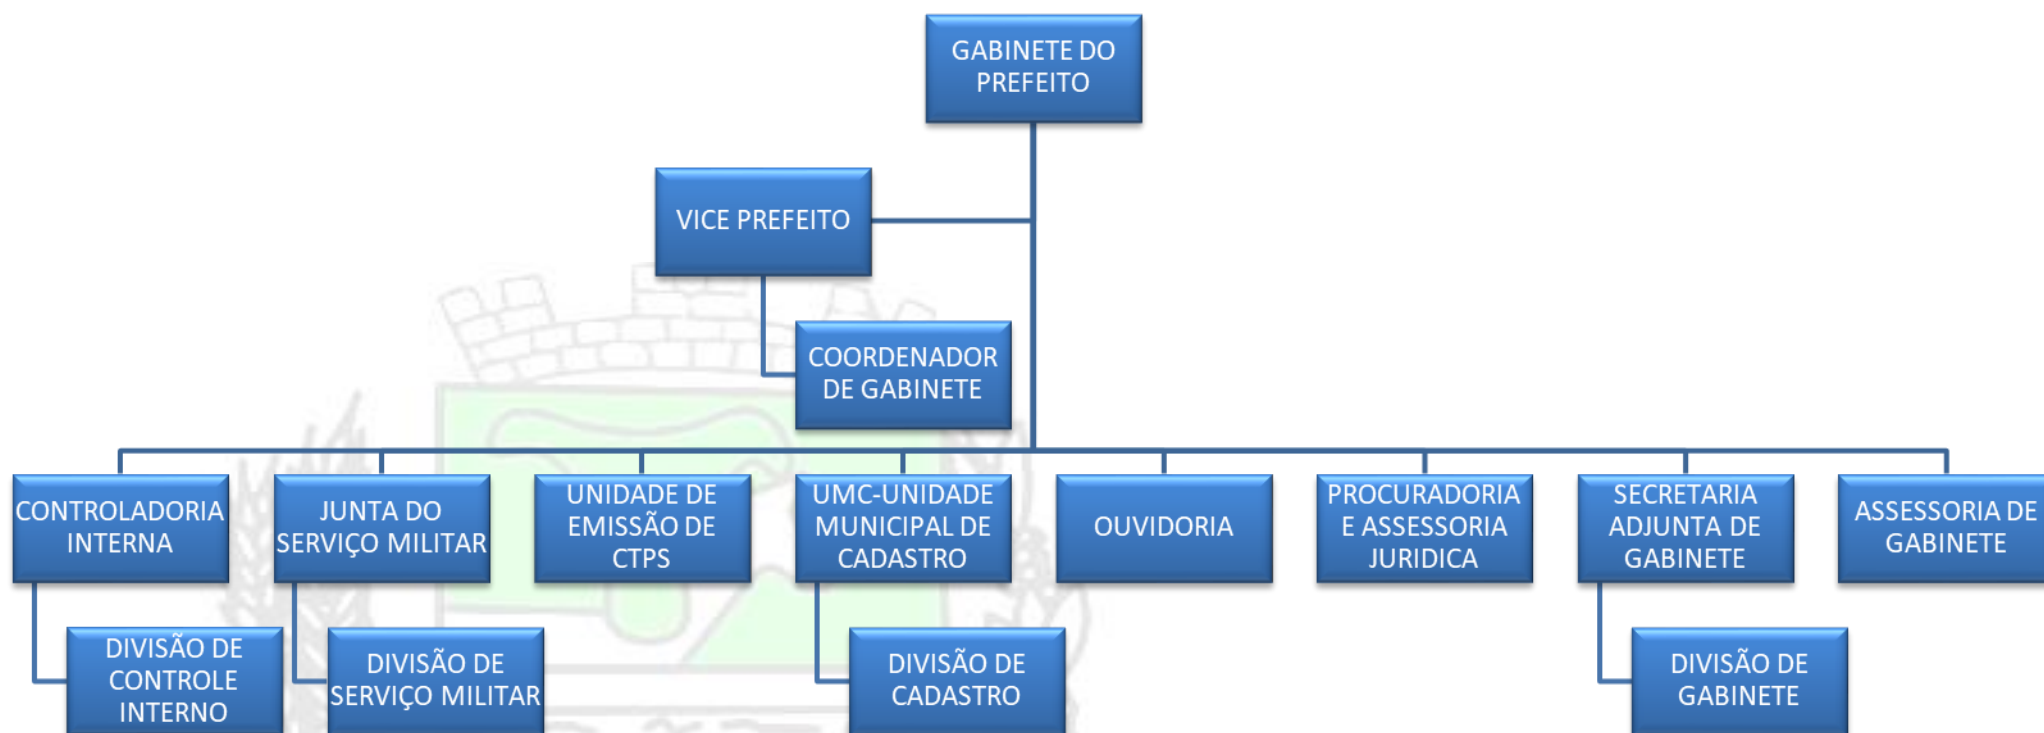 GABINETE DO
PREFEITO
VICE PREFEITO
COORDENADOR
DE GABINETE
CONTROLADORIA
INTERNA
JUNTA DO
SERVIÇO MILITAR
UNIDADE DE
EMISSÃO DE
CTPS
UMC-UNIDADE
MUNICIPAL DE
CADASTRO
OUVIDORIA
PROCURADORIA
E ASSESSORIA
JURIDICA
SECRETARIA
ADJUNTA DE
GABINETE
ASSESSORIA DE
GABINETE
DIVISÃO DE
CONTROLE
INTERNO
DIVISÃO DE
SERVIÇO MILITAR
DIVISÃO DE
CADASTRO
DIVISÃO DE
GABINETE